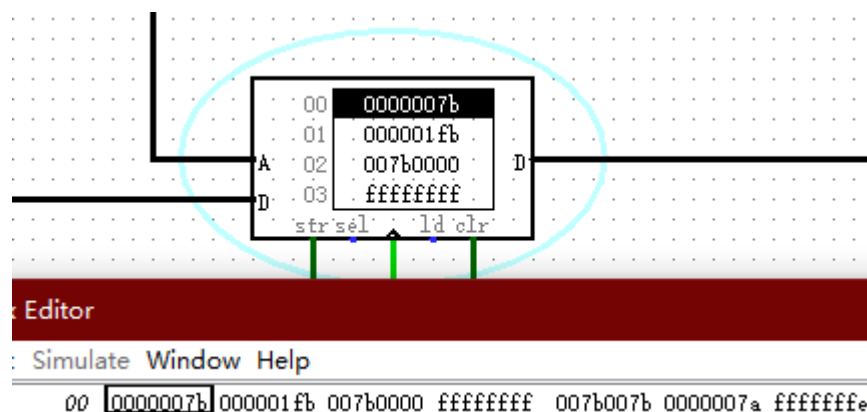 00 0000007b
01 000001fb
A 02 007b0000 D
D 03 ffffffff
str sel ld clr
Editor
Simulate Window Help
00 0000007b 000001fb 007b0000 ffffffff 007b007b 0000007a fffffffa